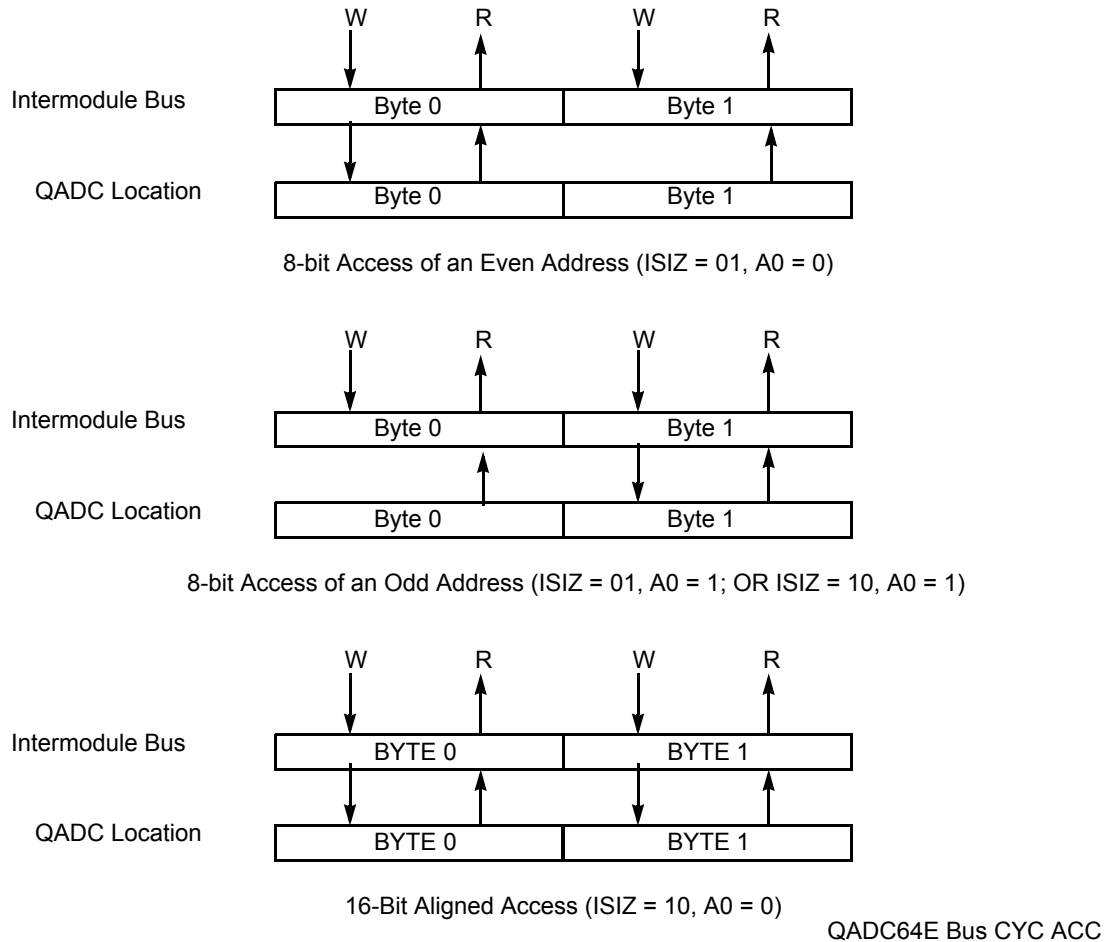 W R W R
Intermodule Bus Byte 0 Byte 1
QADC Location Byte 0 Byte 1
8-bit Access of an Even Address (ISIZ = 01, A0 = 0)
W R W R
Intermodule Bus Byte 0 Byte 1
QADC Location Byte 0 Byte 1
8-bit Access of an Odd Address (ISIZ = 01, A0 = 1; OR ISIZ = 10, A0 = 1)
W R W R
Intermodule Bus BYTE 0 BYTE 1
QADC Location BYTE 0 BYTE 1
16-Bit Aligned Access (ISIZ = 10, A0 = 0)
QADC64E Bus CYC ACC